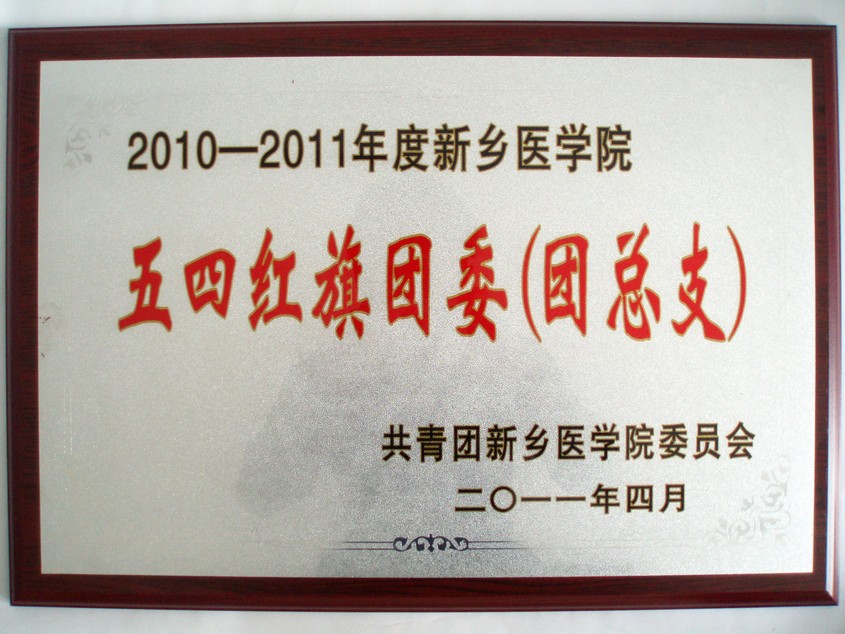 2010—2011年度新乡医学院
五四红旗团委(团总支)
共青团新乡医学院委员会
二〇一一年四月